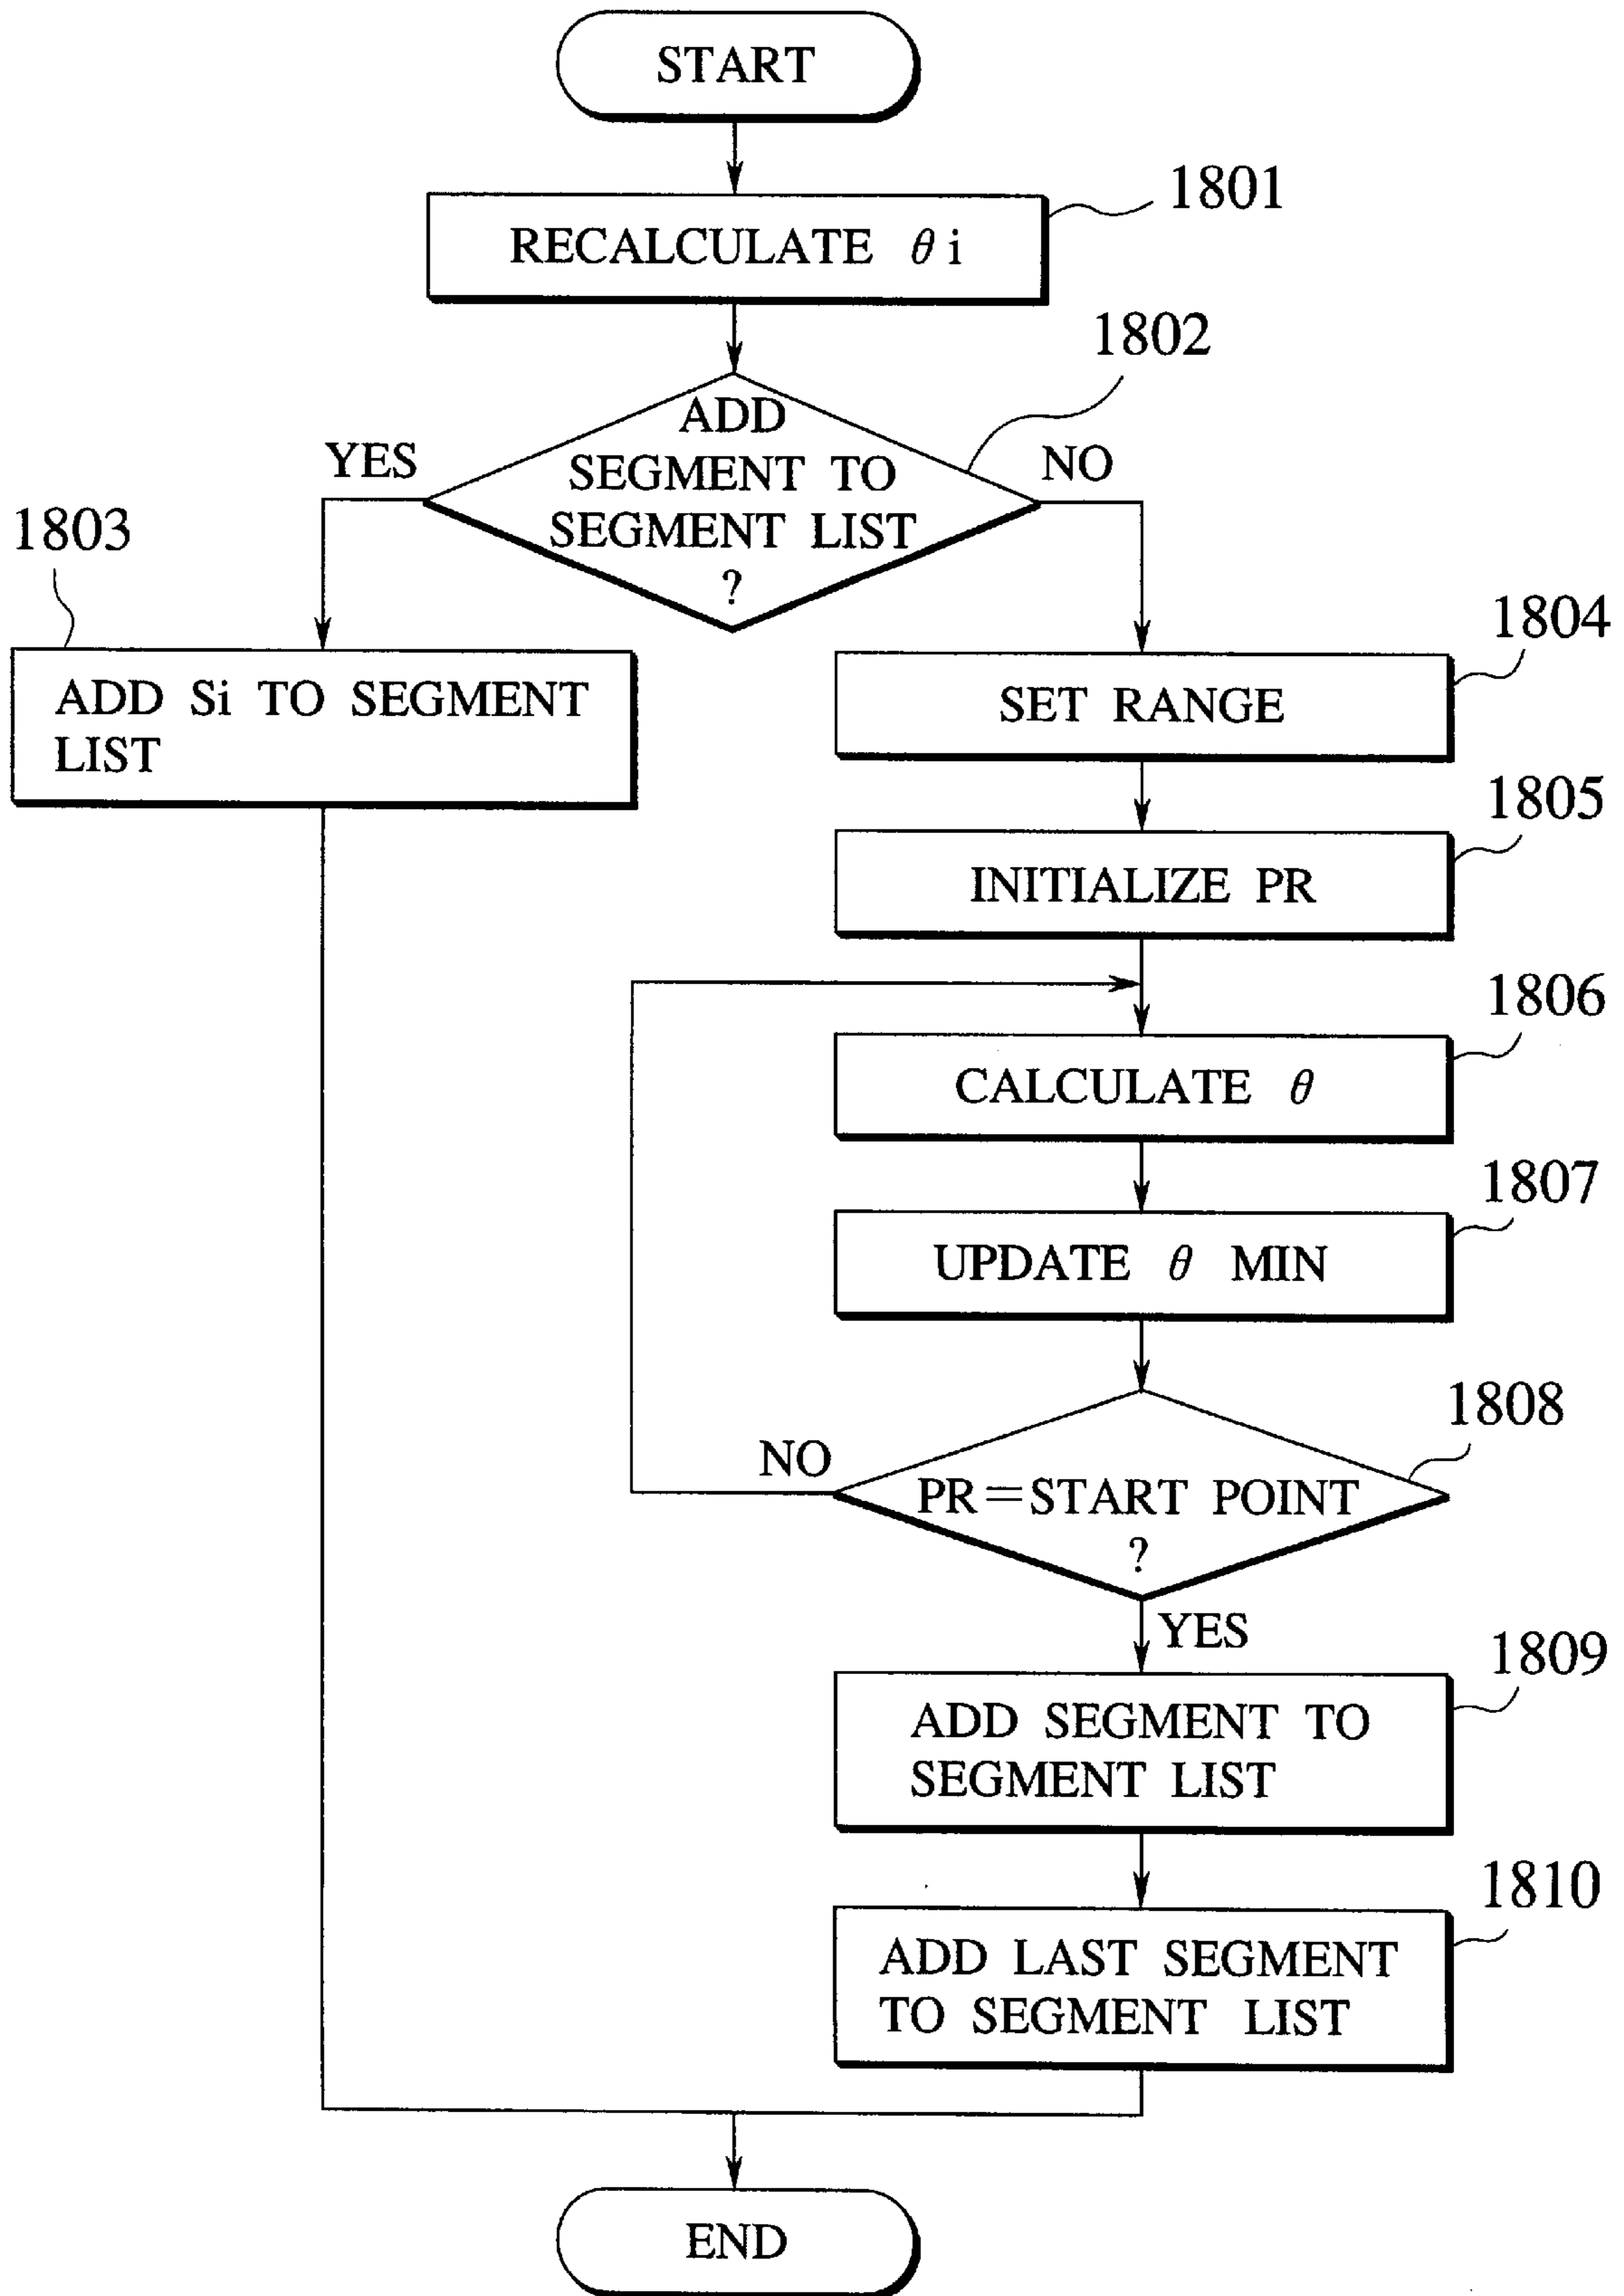 START
1801
RECALCULATE θi
1802
ADD
SEGMENT TO
SEGMENT LIST
?
YES
NO
1803
ADD Si TO SEGMENT
LIST
1804
SET RANGE
1805
INITIALIZE PR
1806
CALCULATE θ
1807
UPDATE θ MIN
1808
NO
PR=START POINT
?
YES
1809
ADD SEGMENT TO
SEGMENT LIST
1810
ADD LAST SEGMENT
TO SEGMENT LIST
END